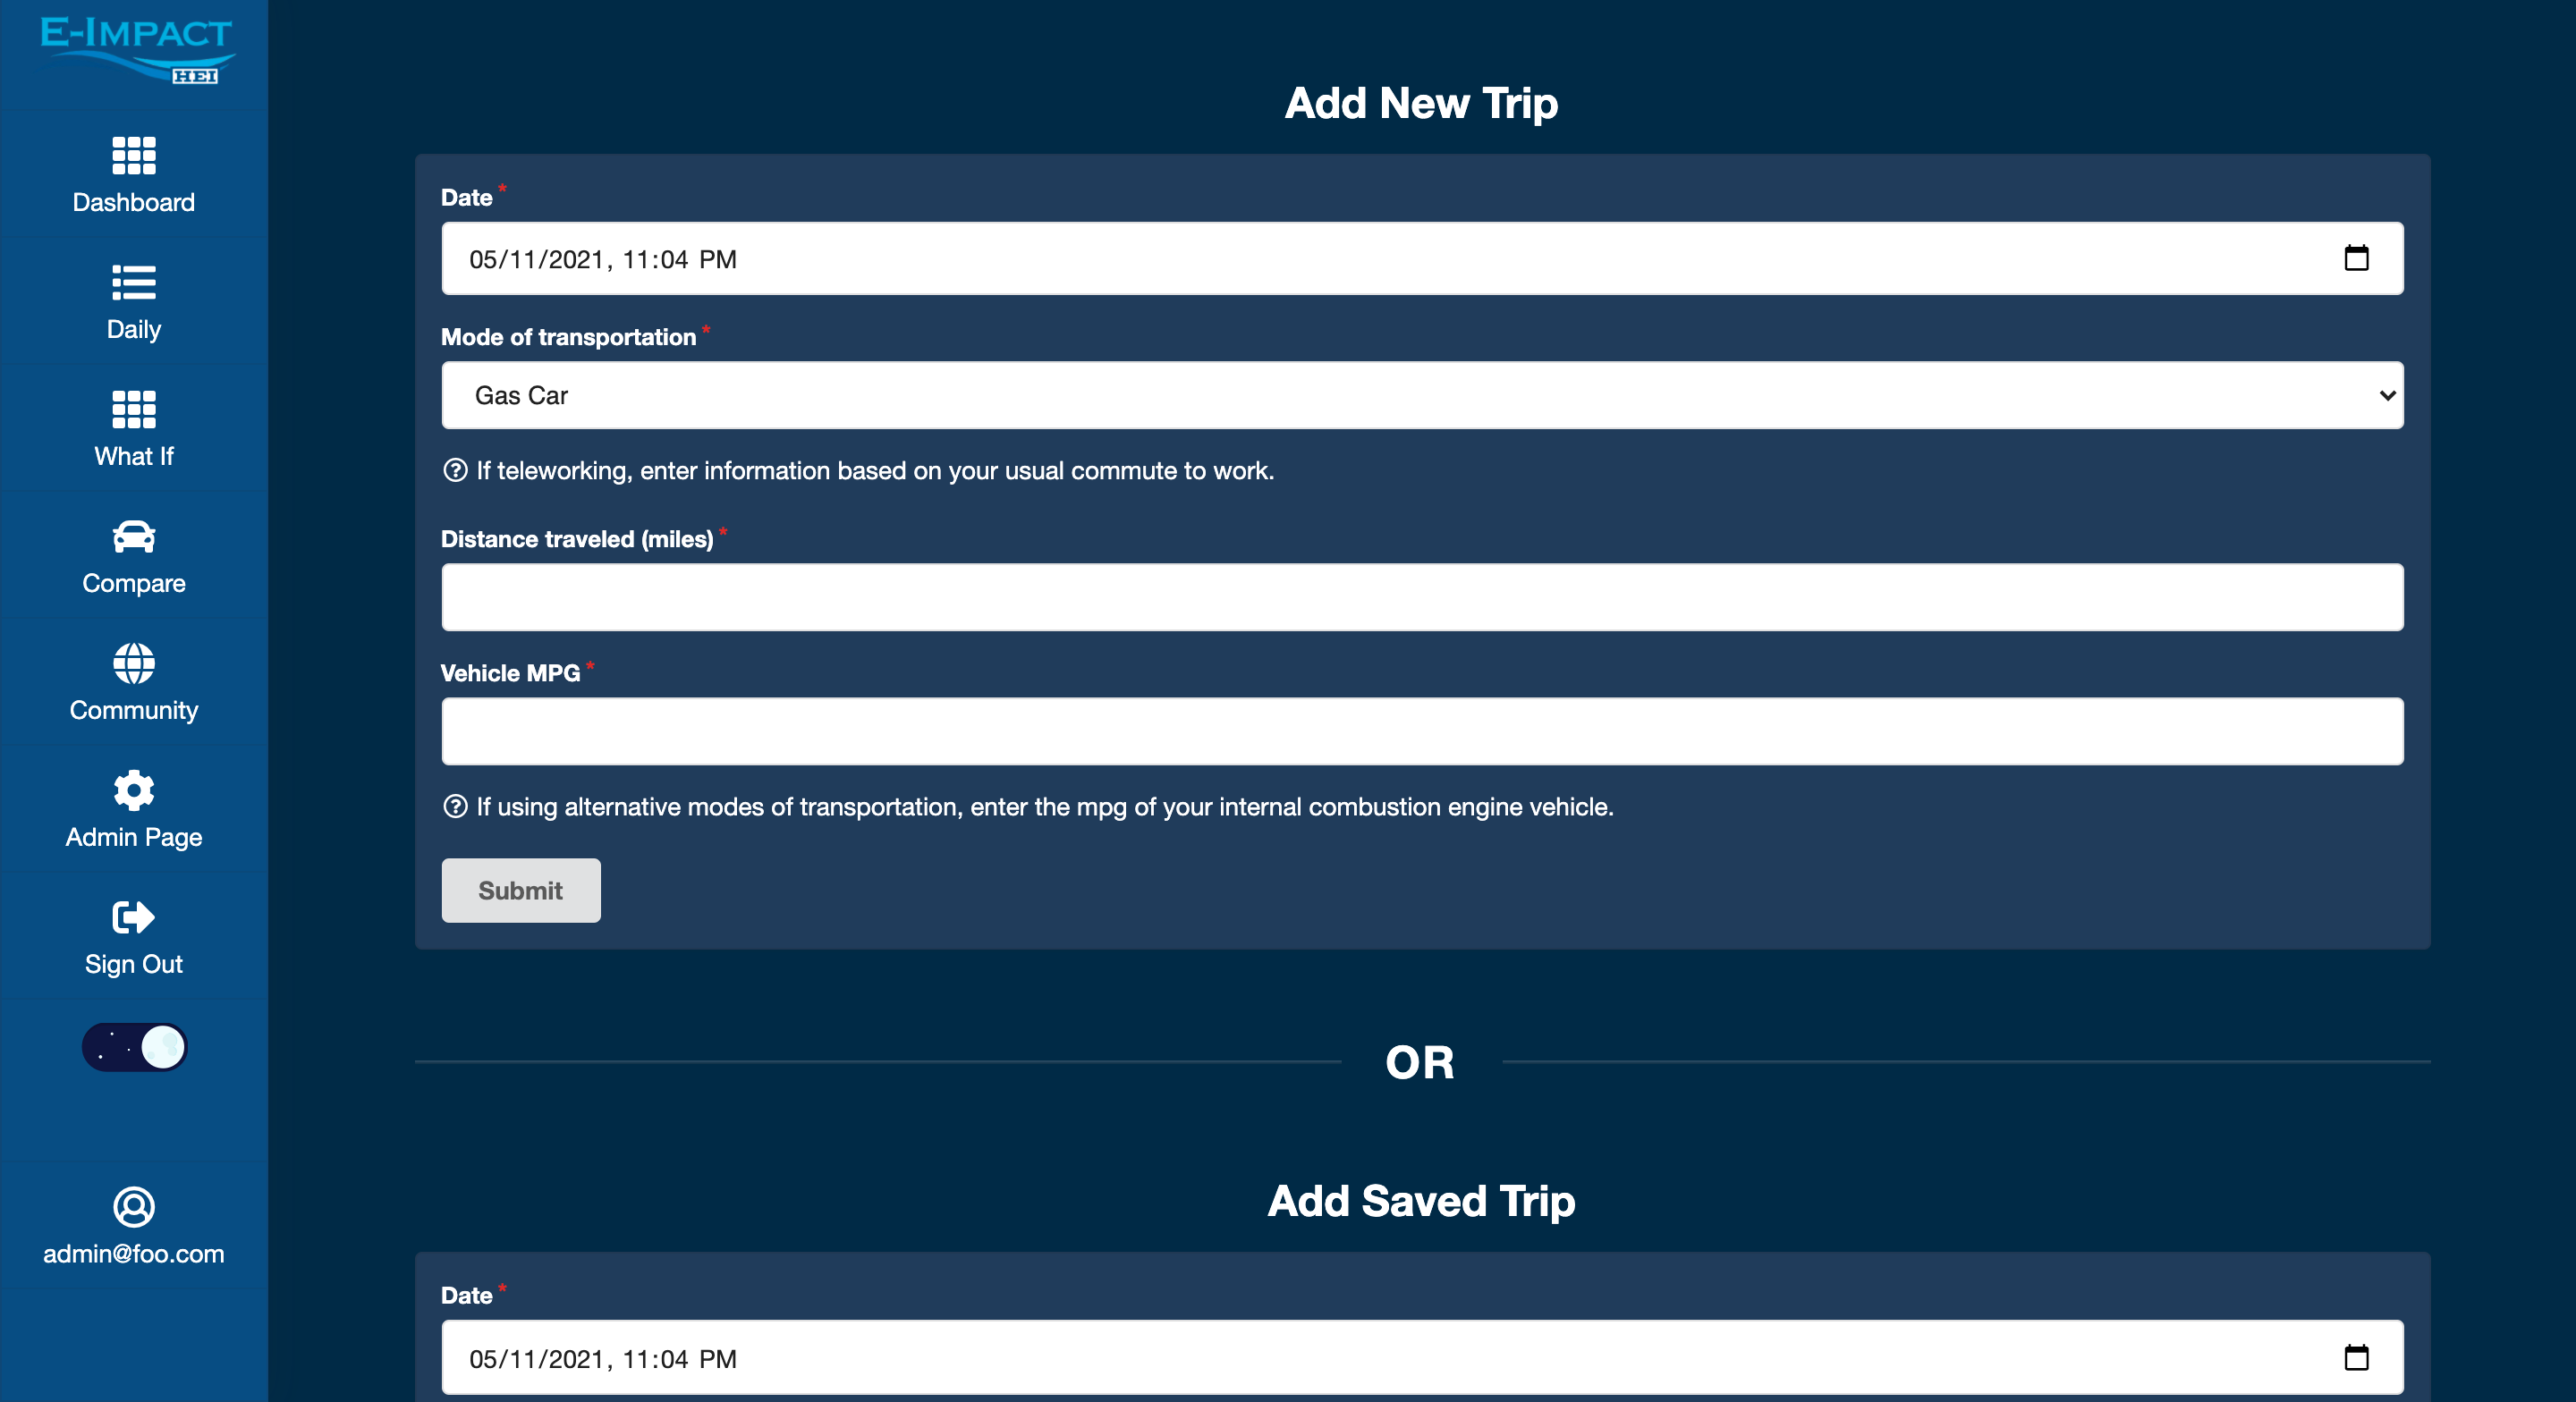 E-IMPACT
HEI
Dashboard
Daily
What If
Compare
Community
Admin Page
Sign Out
admin@foo.com
Add New Trip
Date *
05/11/2021, 11:04 PM
Mode of transportation *
Gas Car
If teleworking, enter information based on your usual commute to work.
Distance traveled (miles) *
Vehicle MPG *
If using alternative modes of transportation, enter the mpg of your internal combustion engine vehicle.
Submit
OR
Add Saved Trip
Date *
05/11/2021, 11:04 PM